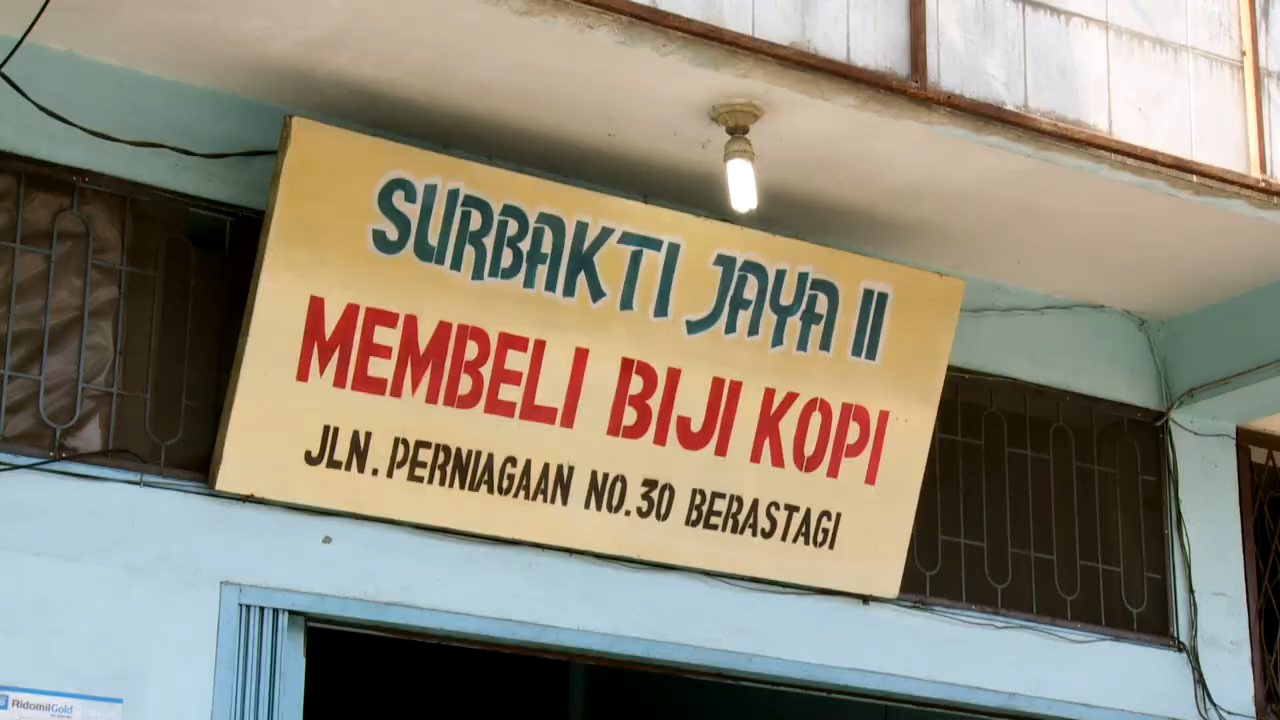 SURBAKTI JAYA II
MEMBELI BIJI KOPI
JLN. PERNIAGAAN NO.30 BERASTAGI
RidomilGold